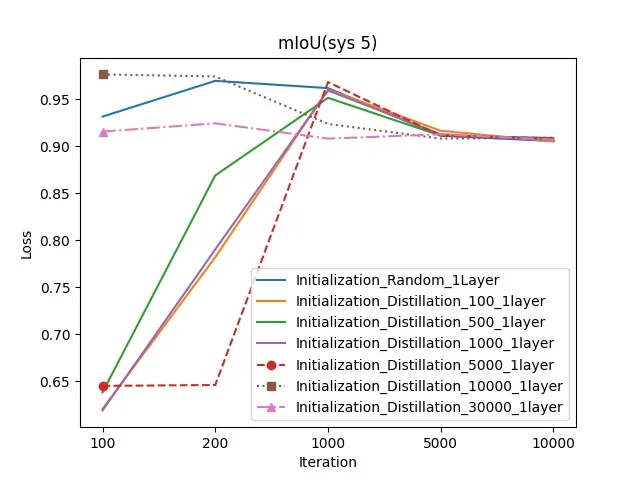 mIoU(sys 5)
Loss
0.95
0.90
0.85
0.80
0.75
0.70
0.65
Initialization_Random_1Layer
Initialization_Distillation_100_1layer
Initialization_Distillation_500_1layer
Initialization_Distillation_1000_1layer
Initialization_Distillation_5000_1layer
Initialization_Distillation_10000_1layer
Initialization_Distillation_30000_1layer
100 200 1000 5000 10000
Iteration